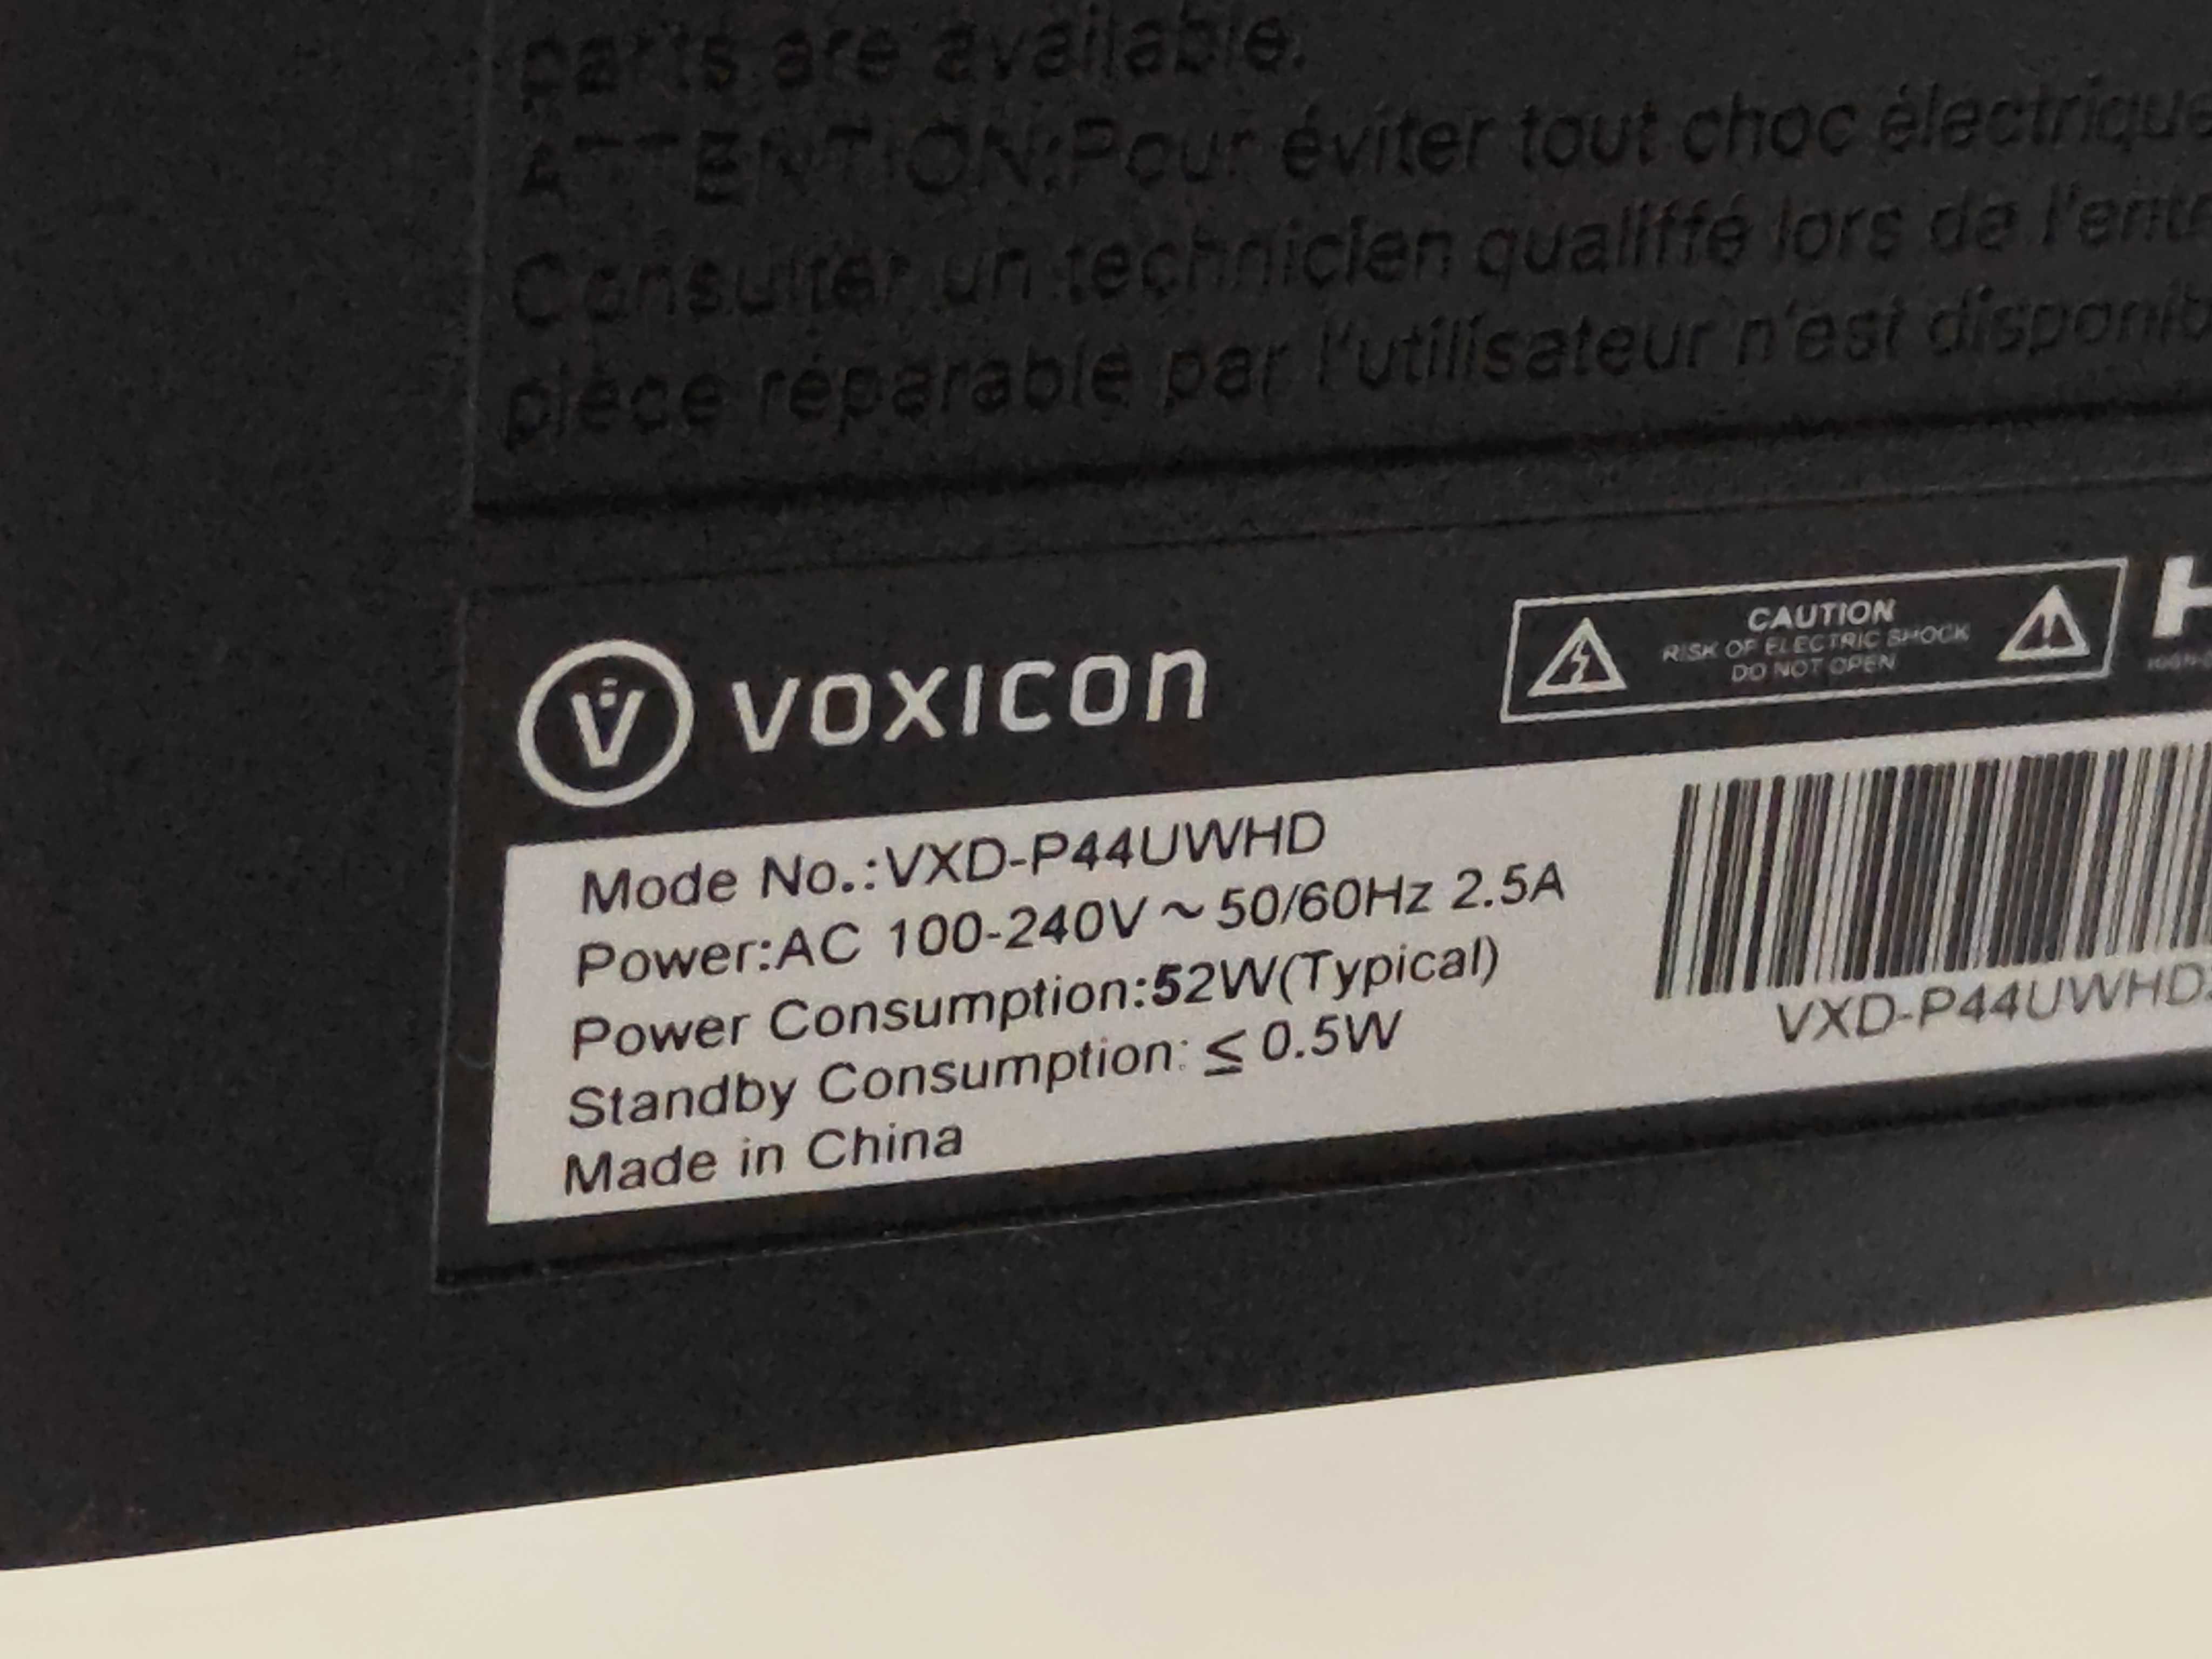 parts are available.
ATTENTION:Pour éviter tout choc électrique
Consulter un technicien qualiffé lors de l'entr
pièce réparable par l'utilisateur n'est disponib
VOXICON
CAUTION
RISK OF ELECTRIC SHOCK
DO NOT OPEN
H
Mode No.:VXD-P44UWHD
Power:AC 100-240V ~ 50/60Hz 2.5A
Power Consumption:52W(Typical)
Standby Consumption: ≤ 0.5W
Made in China
VXD-P44UWHD